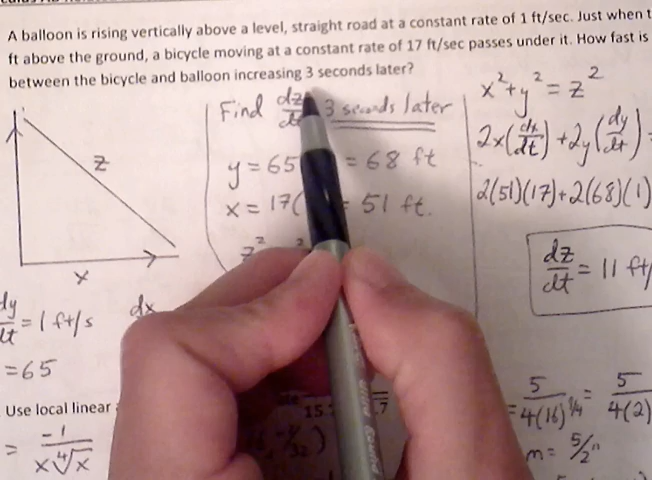 A balloon is rising vertically above a level, straight road at a constant rate of 1 ft/sec. Just when
ft above the ground, a bicycle moving at a constant rate of 17 ft/sec passes under it. How fast is
between the bicycle and balloon increasing 3 seconds later?
Find dz/dt 3 seconds later
y = 65 = 68 ft
x = 17( = 51 ft.
z²
z
x
dy/dt = 1 ft/s
dx
= 65
x² + y² = z²
2x(dx/dt) + 2y(dy/dt) =
2(51)(17) + 2(68)(1)
dz/dt = 11 ft/
Use local linear
= -1/x∜x
15.
.7
= 5/4(16)^1/4 = 5/4(2)
m = 5/2